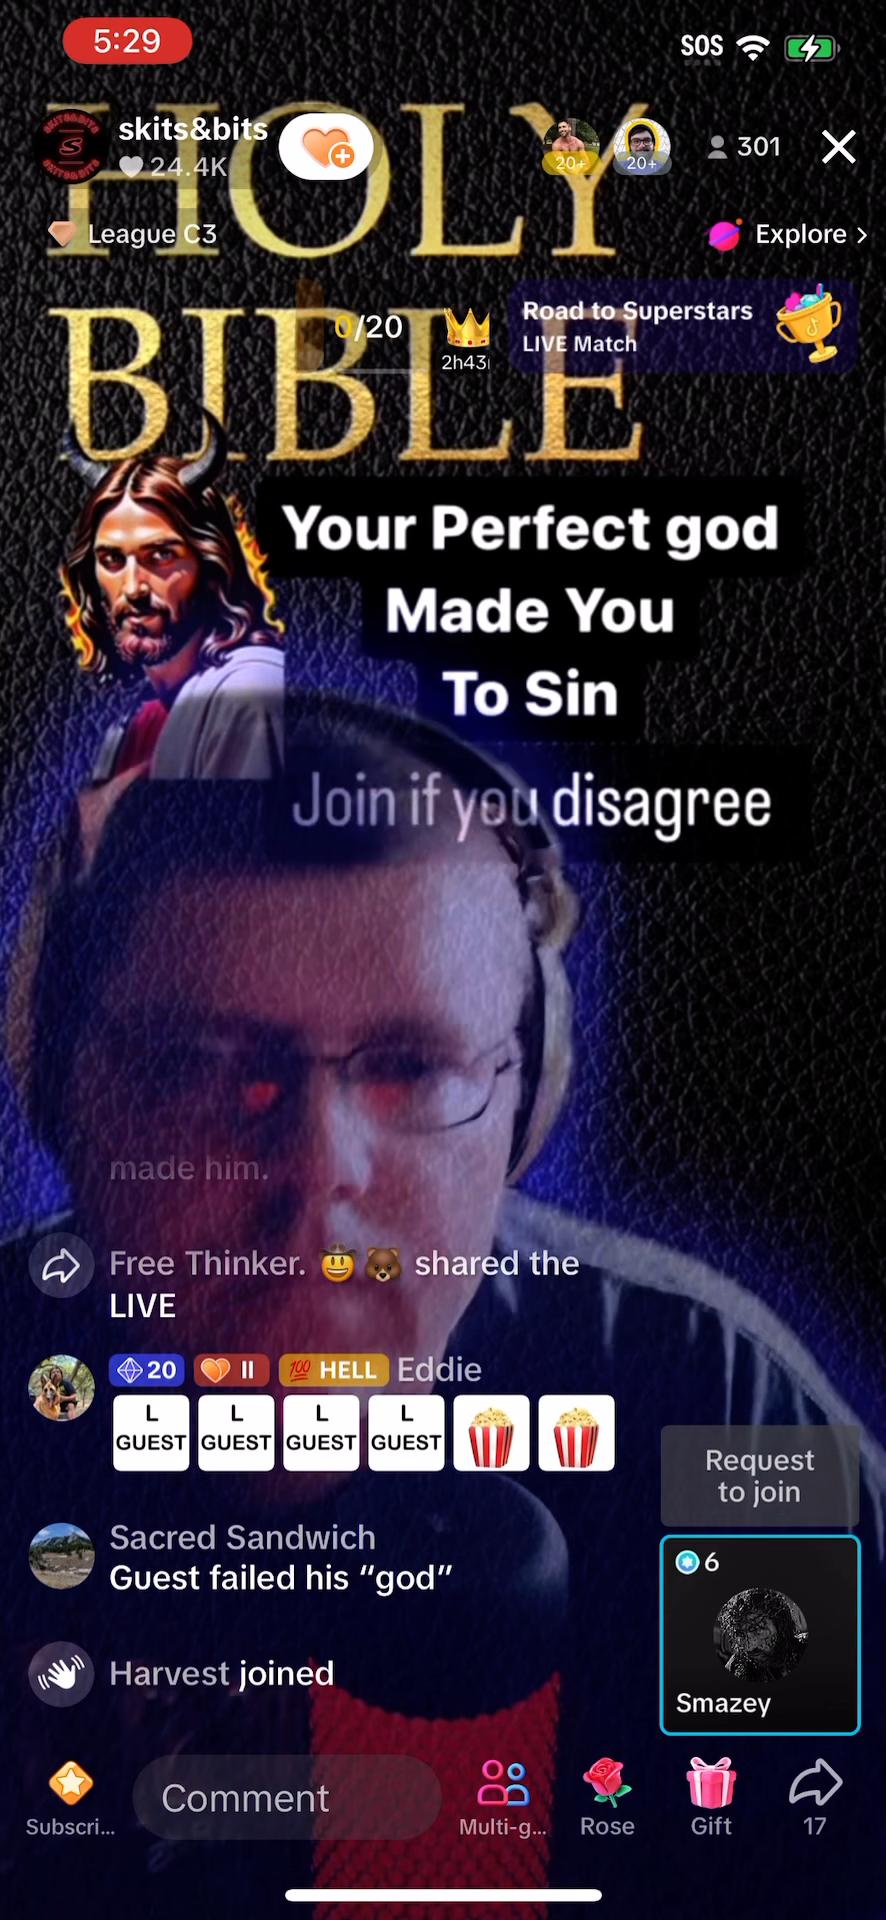 5:29
SOS
HOLY
skits&bits
24.4K
20+
20+
301
League C3
Explore >
BIBLE
0/20
2h43
Road to Superstars
LIVE Match
Your Perfect god
Made You
To Sin
Join if you disagree
made him.
Free Thinker. 🤠🐻 shared the
LIVE
20 II 💯 HELL Eddie
L GUEST L GUEST L GUEST L GUEST
Sacred Sandwich
Guest failed his “god”
Harvest joined
Request
to join
6
Smazey
Subscri...
Comment
Multi-g...
Rose
Gift
17